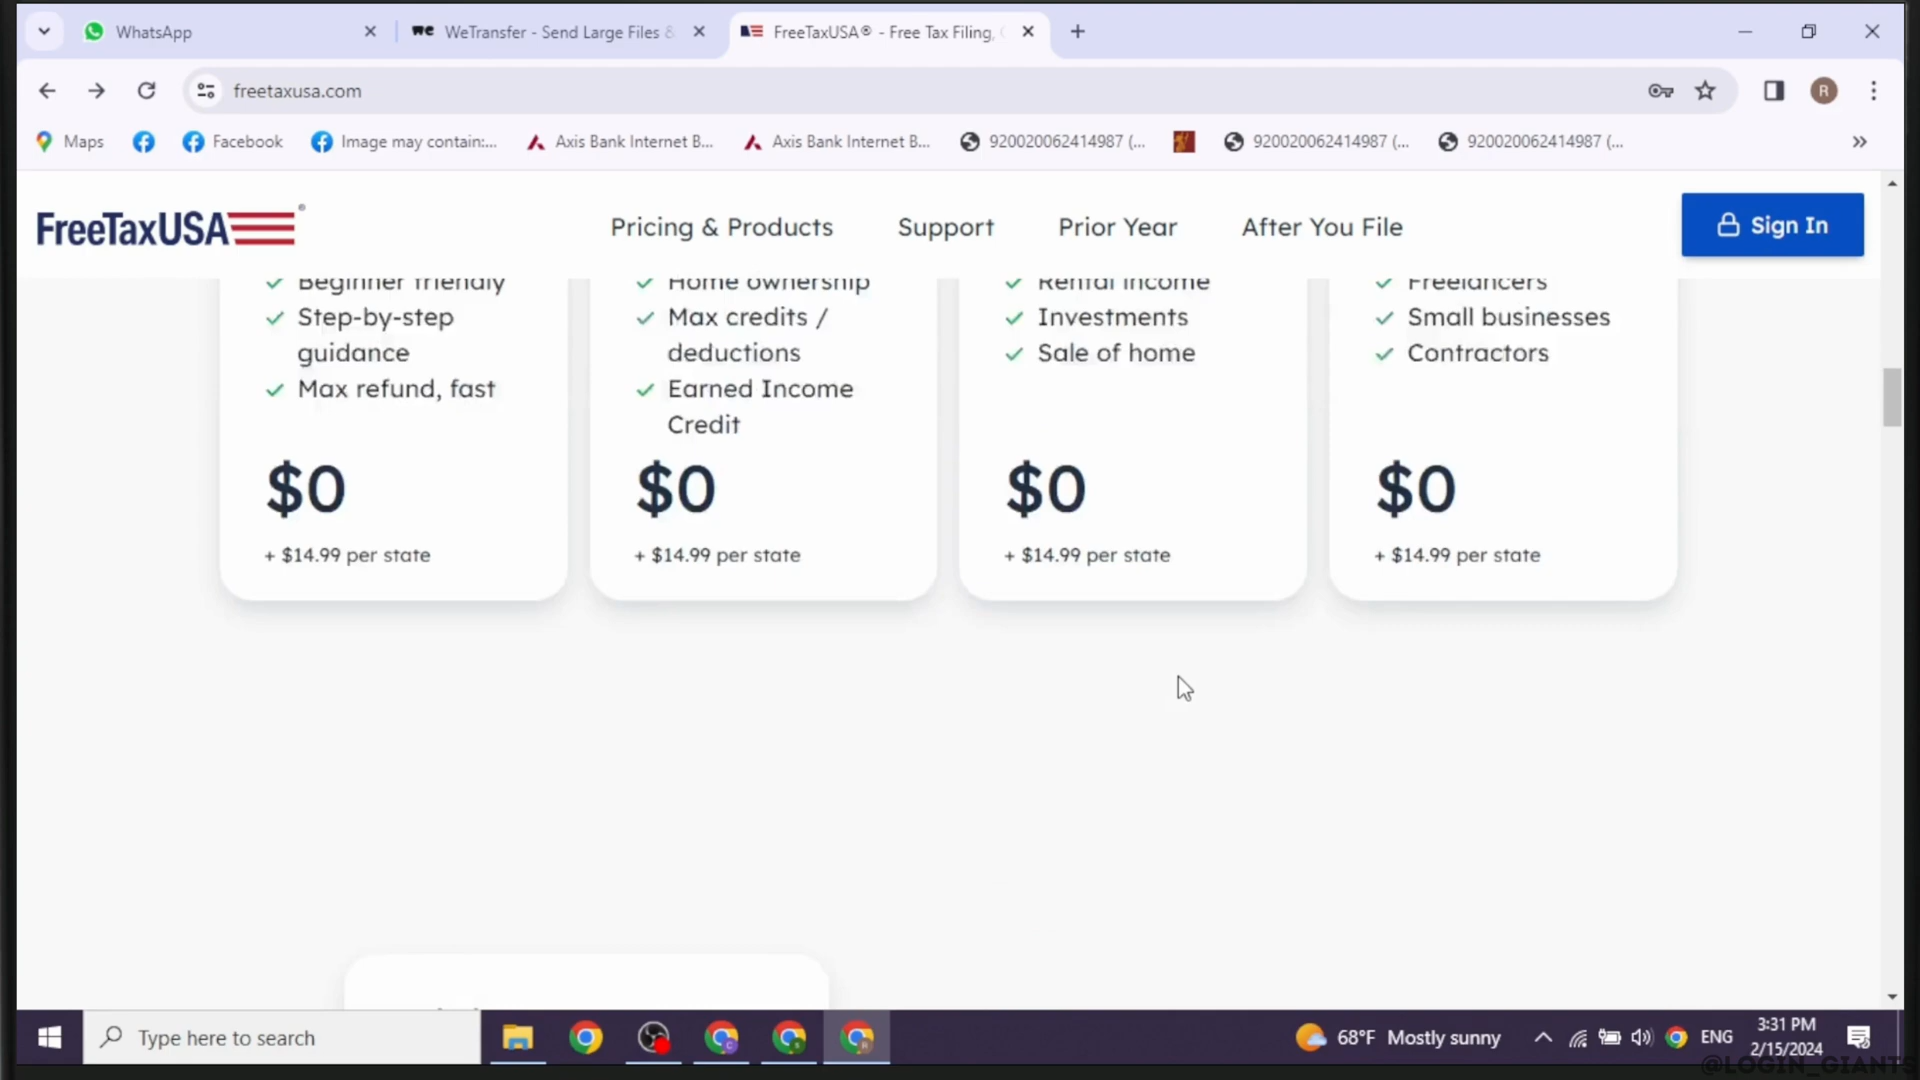 WhatsApp
WeTransfer - Send Large Files &
FreeTaxUSA® - Free Tax Filing,
freetaxusa.com
R
Maps
Facebook
Image may contain:...
Axis Bank Internet B...
Axis Bank Internet B...
920020062414987 (...
920020062414987 (...
920020062414987 (...
FreeTaxUSA®
Pricing & Products
Support
Prior Year
After You File
Sign In
Beginner friendly
Step-by-step
guidance
Max refund, fast
$0
+ $14.99 per state
Home ownership
Max credits /
deductions
Earned Income
Credit
$0
+ $14.99 per state
Rental income
Investments
Sale of home
$0
+ $14.99 per state
Freelancers
Small businesses
Contractors
$0
+ $14.99 per state
Type here to search
68°F Mostly sunny
ENG
3:31 PM
2/15/2024
@LOGIN_GIANTS